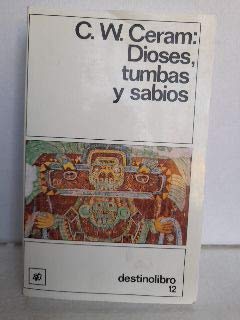 C. W. Ceram:
Dioses,
tumbas
y sabios
destinolibro
12